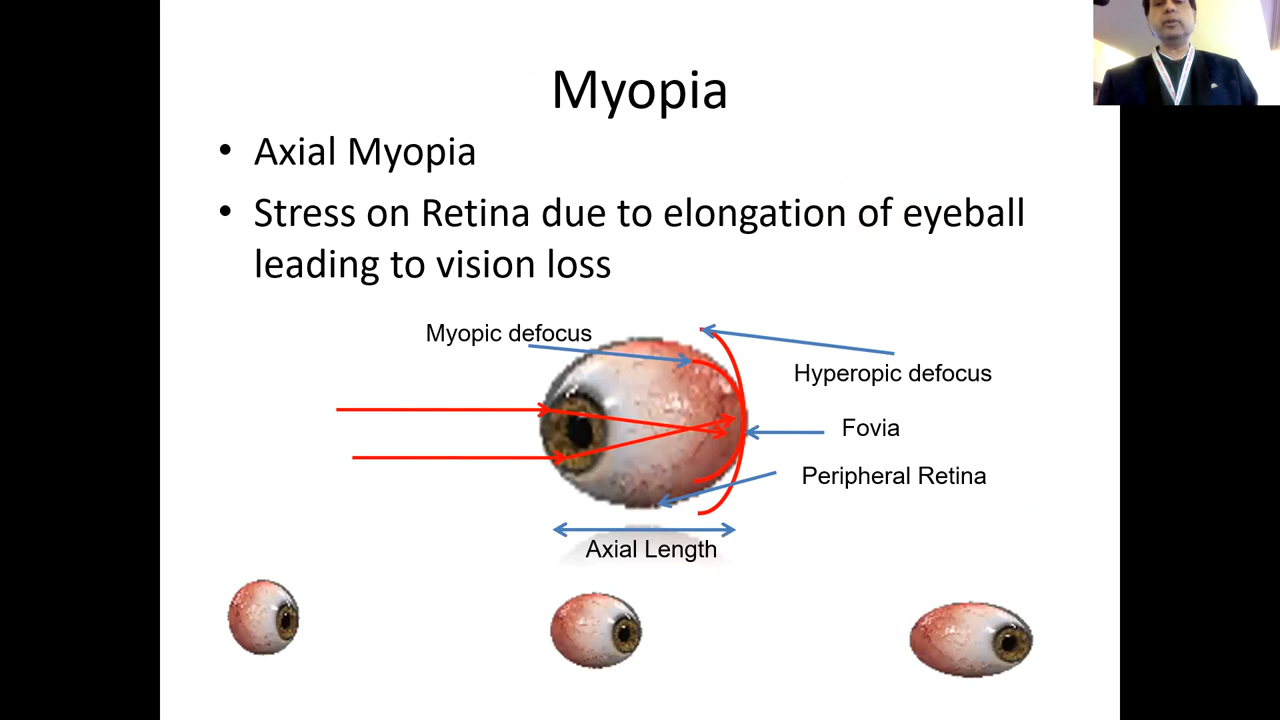 Myopia
• Axial Myopia
• Stress on Retina due to elongation of eyeball
leading to vision loss
Myopic defocus
Hyperopic defocus
Fovia
Peripheral Retina
Axial Length